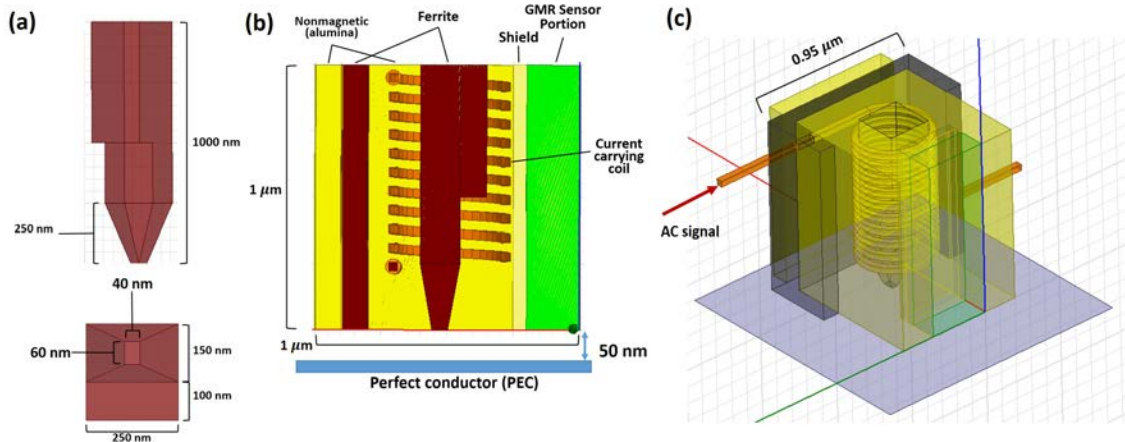 (a)
1000 nm
250 nm
40 nm
60 nm
150 nm
100 nm
250 nm
(b)
Nonmagnetic
(alumina)
Ferrite
Shield
GMR Sensor
Portion
Current
carrying
coil
1 μm
1 μm
50 nm
Perfect conductor (PEC)
(c)
0.95 μm
AC signal